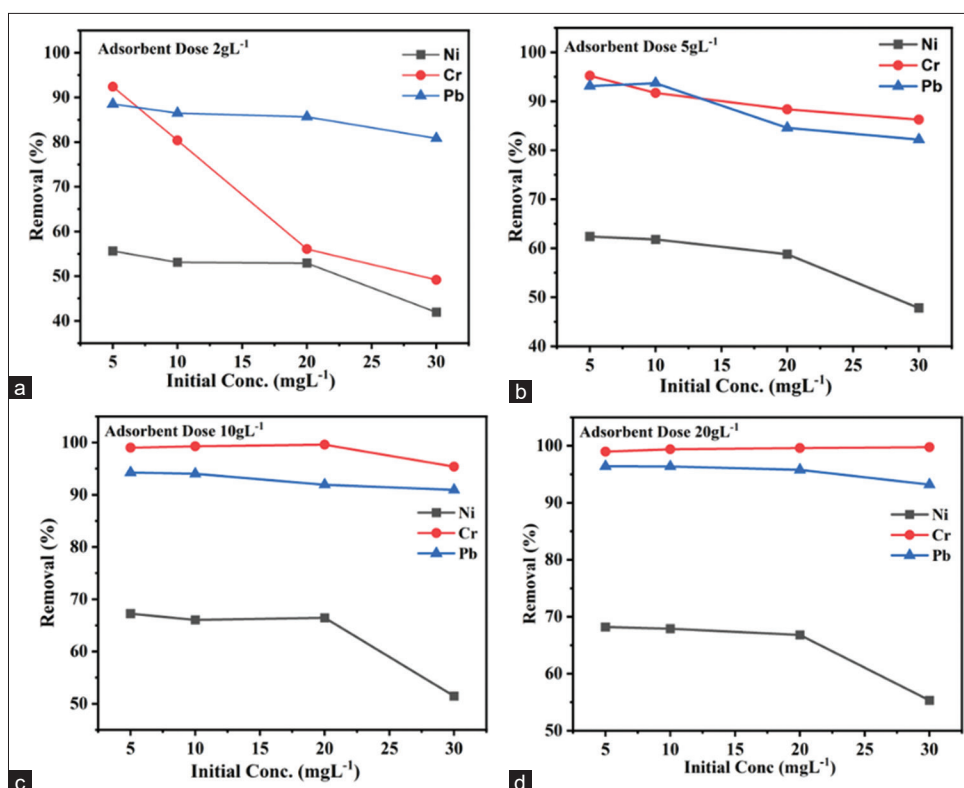 Adsorbent Dose 2gL⁻¹
Ni
Cr
Pb
100
90
80
70
60
50
40
Removal (%)
5 10 15 20 25 30
Initial Conc. (mgL⁻¹)
a
Adsorbent Dose 5gL⁻¹
Ni
Cr
Pb
100
90
80
70
60
50
40
Removal (%)
5 10 15 20 25 30
Initial Conc. (mgL⁻¹)
b
Adsorbent Dose 10gL⁻¹
Ni
Cr
Pb
100
90
80
70
60
50
Removal (%)
5 10 15 20 25 30
Initial Conc. (mgL⁻¹)
c
Adsorbent Dose 20gL⁻¹
Ni
Cr
Pb
100
90
80
70
60
50
Removal (%)
5 10 15 20 25 30
Initial Conc (mgL⁻¹)
d